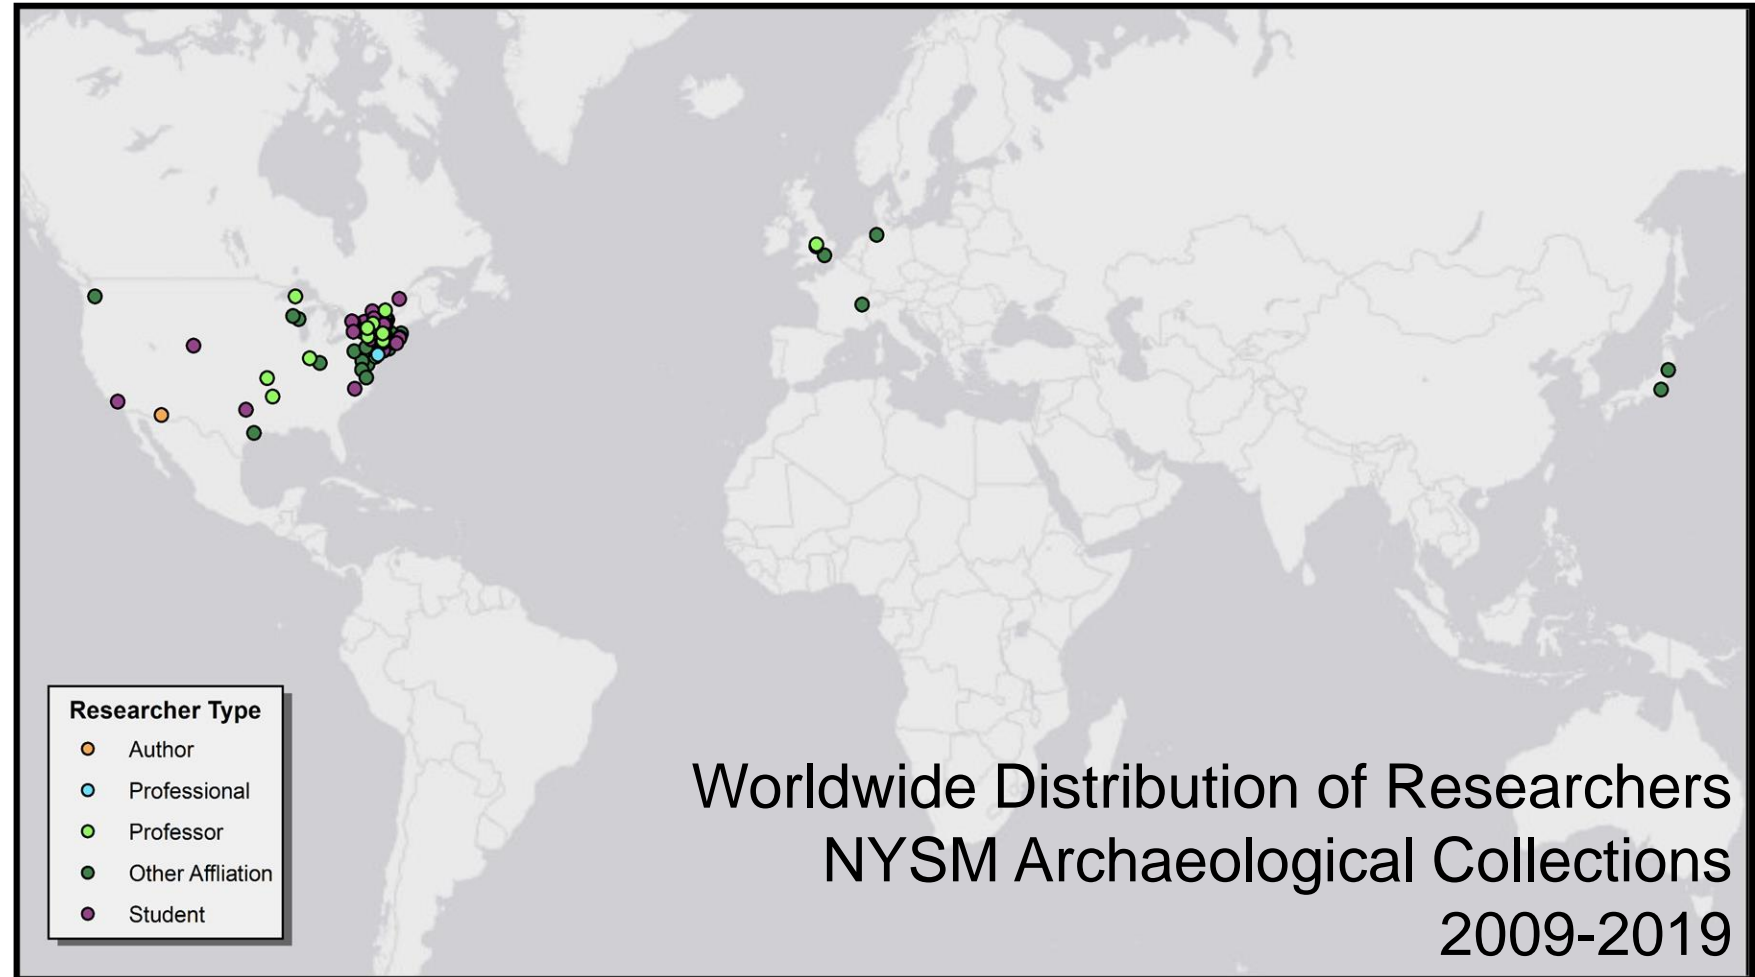 Researcher Type
Author
Professional
Professor
Other Affliation
Student
Worldwide Distribution of Researchers
NYSM Archaeological Collections
2009-2019